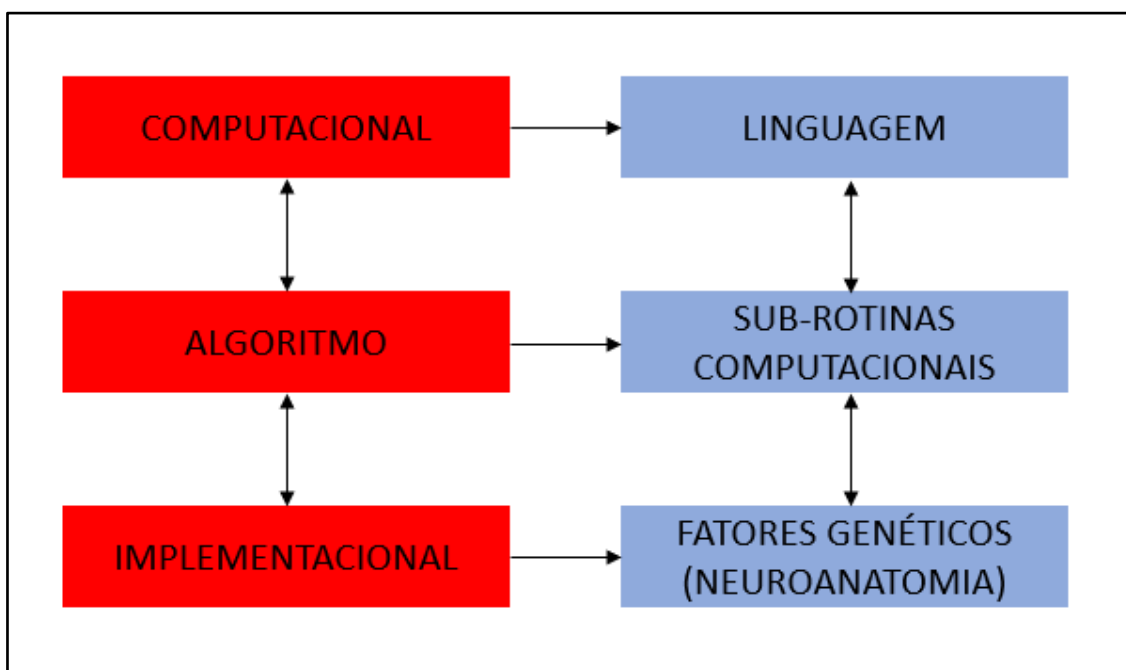 COMPUTACIONAL
LINGUAGEM
ALGORITMO
SUB-ROTINAS
COMPUTACIONAIS
IMPLEMENTACIONAL
FATORES GENÉTICOS
(NEUROANATOMIA)